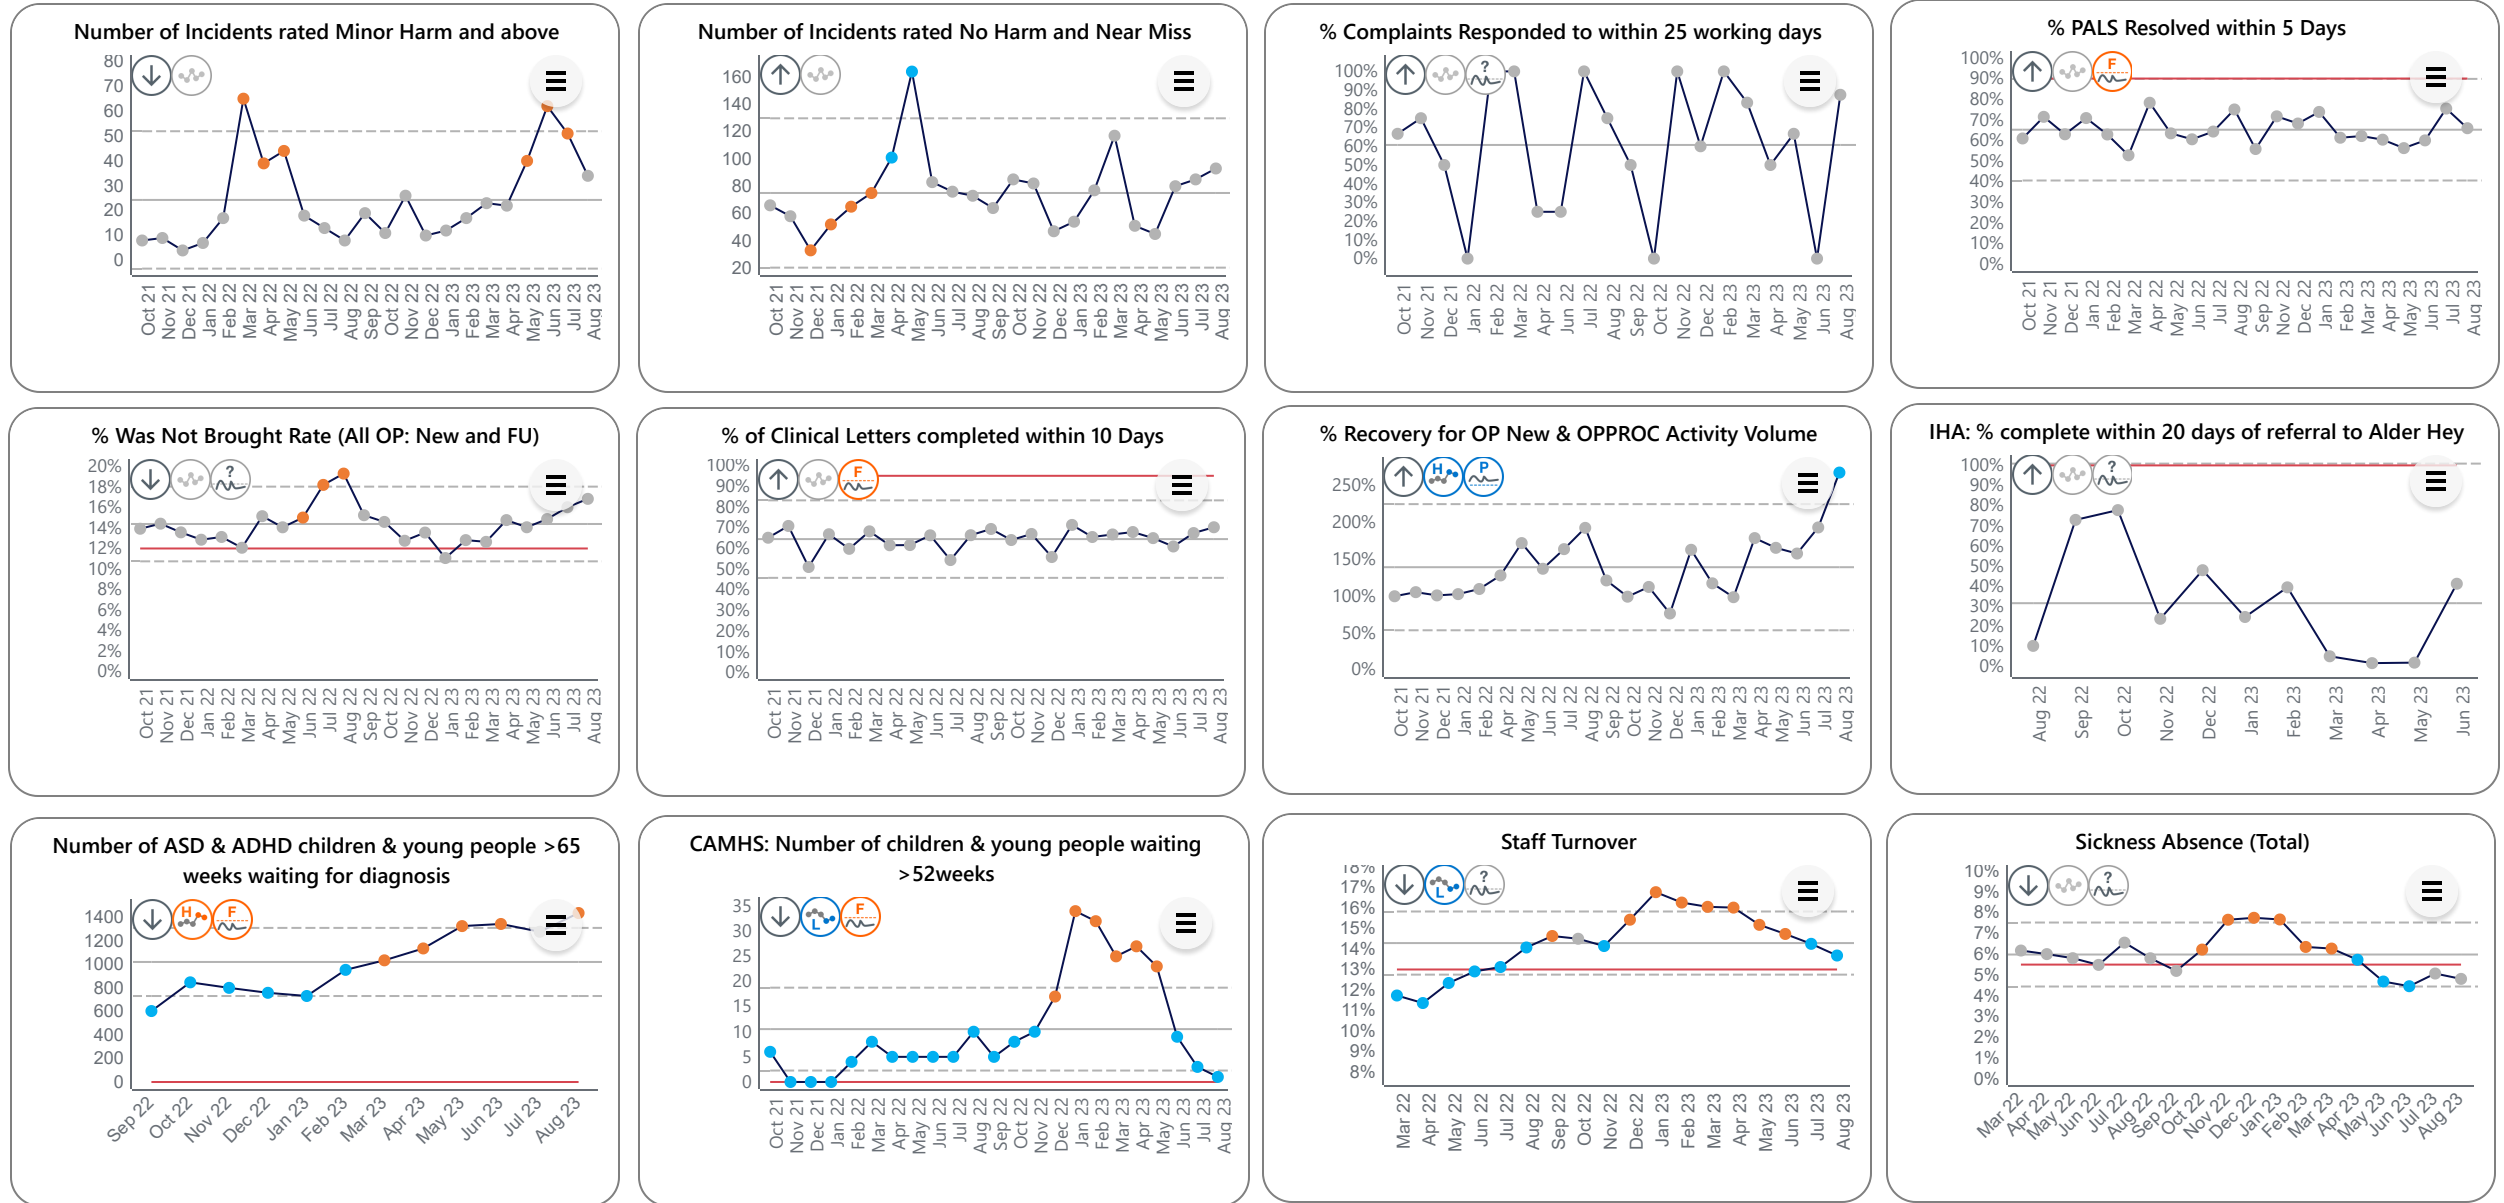 Number of Incidents rated Minor Harm and above
80
70
60
50
40
30
20
10
0
Oct 21
Nov 21
Dec 21
Jan 22
Feb 22
Mar 22
Apr 22
May 22
Jun 22
Jul 22
Aug 22
Sep 22
Oct 22
Nov 22
Dec 22
Jan 23
Feb 23
Mar 23
Apr 23
May 23
Jun 23
Jul 23
Aug 23
Number of Incidents rated No Harm and Near Miss
160
140
120
100
80
60
40
20
Oct 21
Nov 21
Dec 21
Jan 22
Feb 22
Mar 22
Apr 22
May 22
Jun 22
Jul 22
Aug 22
Sep 22
Oct 22
Nov 22
Dec 22
Jan 23
Feb 23
Mar 23
Apr 23
May 23
Jun 23
Jul 23
Aug 23
% Complaints Responded to within 25 working days
?
100%
90%
80%
70%
60%
50%
40%
30%
20%
10%
0%
Oct 21
Nov 21
Dec 21
Jan 22
Feb 22
Mar 22
Apr 22
Jun 22
Jul 22
Aug 22
Sep 22
Oct 22
Nov 22
Dec 22
Feb 23
Mar 23
Apr 23
May 23
Jun 23
Aug 23
% PALS Resolved within 5 Days
F
100%
90%
80%
70%
60%
50%
40%
30%
20%
10%
0%
Oct 21
Nov 21
Dec 21
Jan 22
Feb 22
Mar 22
Apr 22
May 22
Jun 22
Jul 22
Aug 22
Sep 22
Nov 22
Dec 22
Jan 23
Feb 23
Mar 23
Apr 23
May 23
Jun 23
Jul 23
Aug 23
% Was Not Brought Rate (All OP: New and FU)
?
20%
18%
16%
14%
12%
10%
8%
6%
4%
2%
0%
Oct 21
Nov 21
Dec 21
Jan 22
Feb 22
Mar 22
Apr 22
May 22
Jun 22
Jul 22
Aug 22
Sep 22
Oct 22
Nov 22
Dec 22
Jan 23
Feb 23
Mar 23
Apr 23
May 23
Jun 23
Jul 23
Aug 23
% of Clinical Letters completed within 10 Days
F
100%
90%
80%
70%
60%
50%
40%
30%
20%
10%
0%
Oct 21
Nov 21
Dec 21
Jan 22
Feb 22
Mar 22
Apr 22
May 22
Jun 22
Jul 22
Aug 22
Sep 22
Oct 22
Nov 22
Dec 22
Jan 23
Feb 23
Mar 23
Apr 23
May 23
Jun 23
Jul 23
Aug 23
% Recovery for OP New & OPPROC Activity Volume
H
P
250%
200%
150%
100%
50%
0%
Oct 21
Nov 21
Dec 21
Jan 22
Feb 22
Mar 22
Apr 22
May 22
Jun 22
Jul 22
Aug 22
Sep 22
Oct 22
Nov 22
Dec 22
Jan 23
Feb 23
Mar 23
Apr 23
May 23
Jun 23
Jul 23
Aug 23
IHA: % complete within 20 days of referral to Alder Hey
?
100%
90%
80%
70%
60%
50%
40%
30%
20%
10%
0%
Aug 22
Sep 22
Oct 22
Nov 22
Dec 22
Jan 23
Feb 23
Mar 23
Apr 23
May 23
Jun 23
Number of ASD & ADHD children & young people >65
weeks waiting for diagnosis
H
F
1400
1200
1000
800
600
400
200
0
Sep 22
Oct 22
Nov 22
Dec 22
Jan 23
Feb 23
Mar 23
Apr 23
May 23
Jun 23
Jul 23
Aug 23
CAMHS: Number of children & young people waiting
>52weeks
L
F
35
30
25
20
15
10
5
0
Oct 21
Nov 21
Dec 21
Jan 22
Feb 22
Mar 22
Apr 22
May 22
Jun 22
Jul 22
Aug 22
Sep 22
Oct 22
Nov 22
Dec 22
Jan 23
Feb 23
Mar 23
Apr 23
May 23
Jun 23
Jul 23
Aug 23
Staff Turnover
L
?
18%
17%
16%
15%
14%
13%
12%
11%
10%
9%
8%
Mar 22
Apr 22
May 22
Jun 22
Jul 22
Aug 22
Sep 22
Oct 22
Nov 22
Dec 22
Jan 23
Feb 23
Mar 23
Apr 23
May 23
Jun 23
Jul 23
Aug 23
Sickness Absence (Total)
?
10%
9%
8%
7%
6%
5%
4%
3%
2%
1%
0%
Mar 22
Apr 22
May 22
Jun 22
Jul 22
Aug 22
Sep 22
Oct 22
Nov 22
Dec 22
Jan 23
Feb 23
Mar 23
Apr 23
May 23
Jun 23
Jul 23
Aug 23